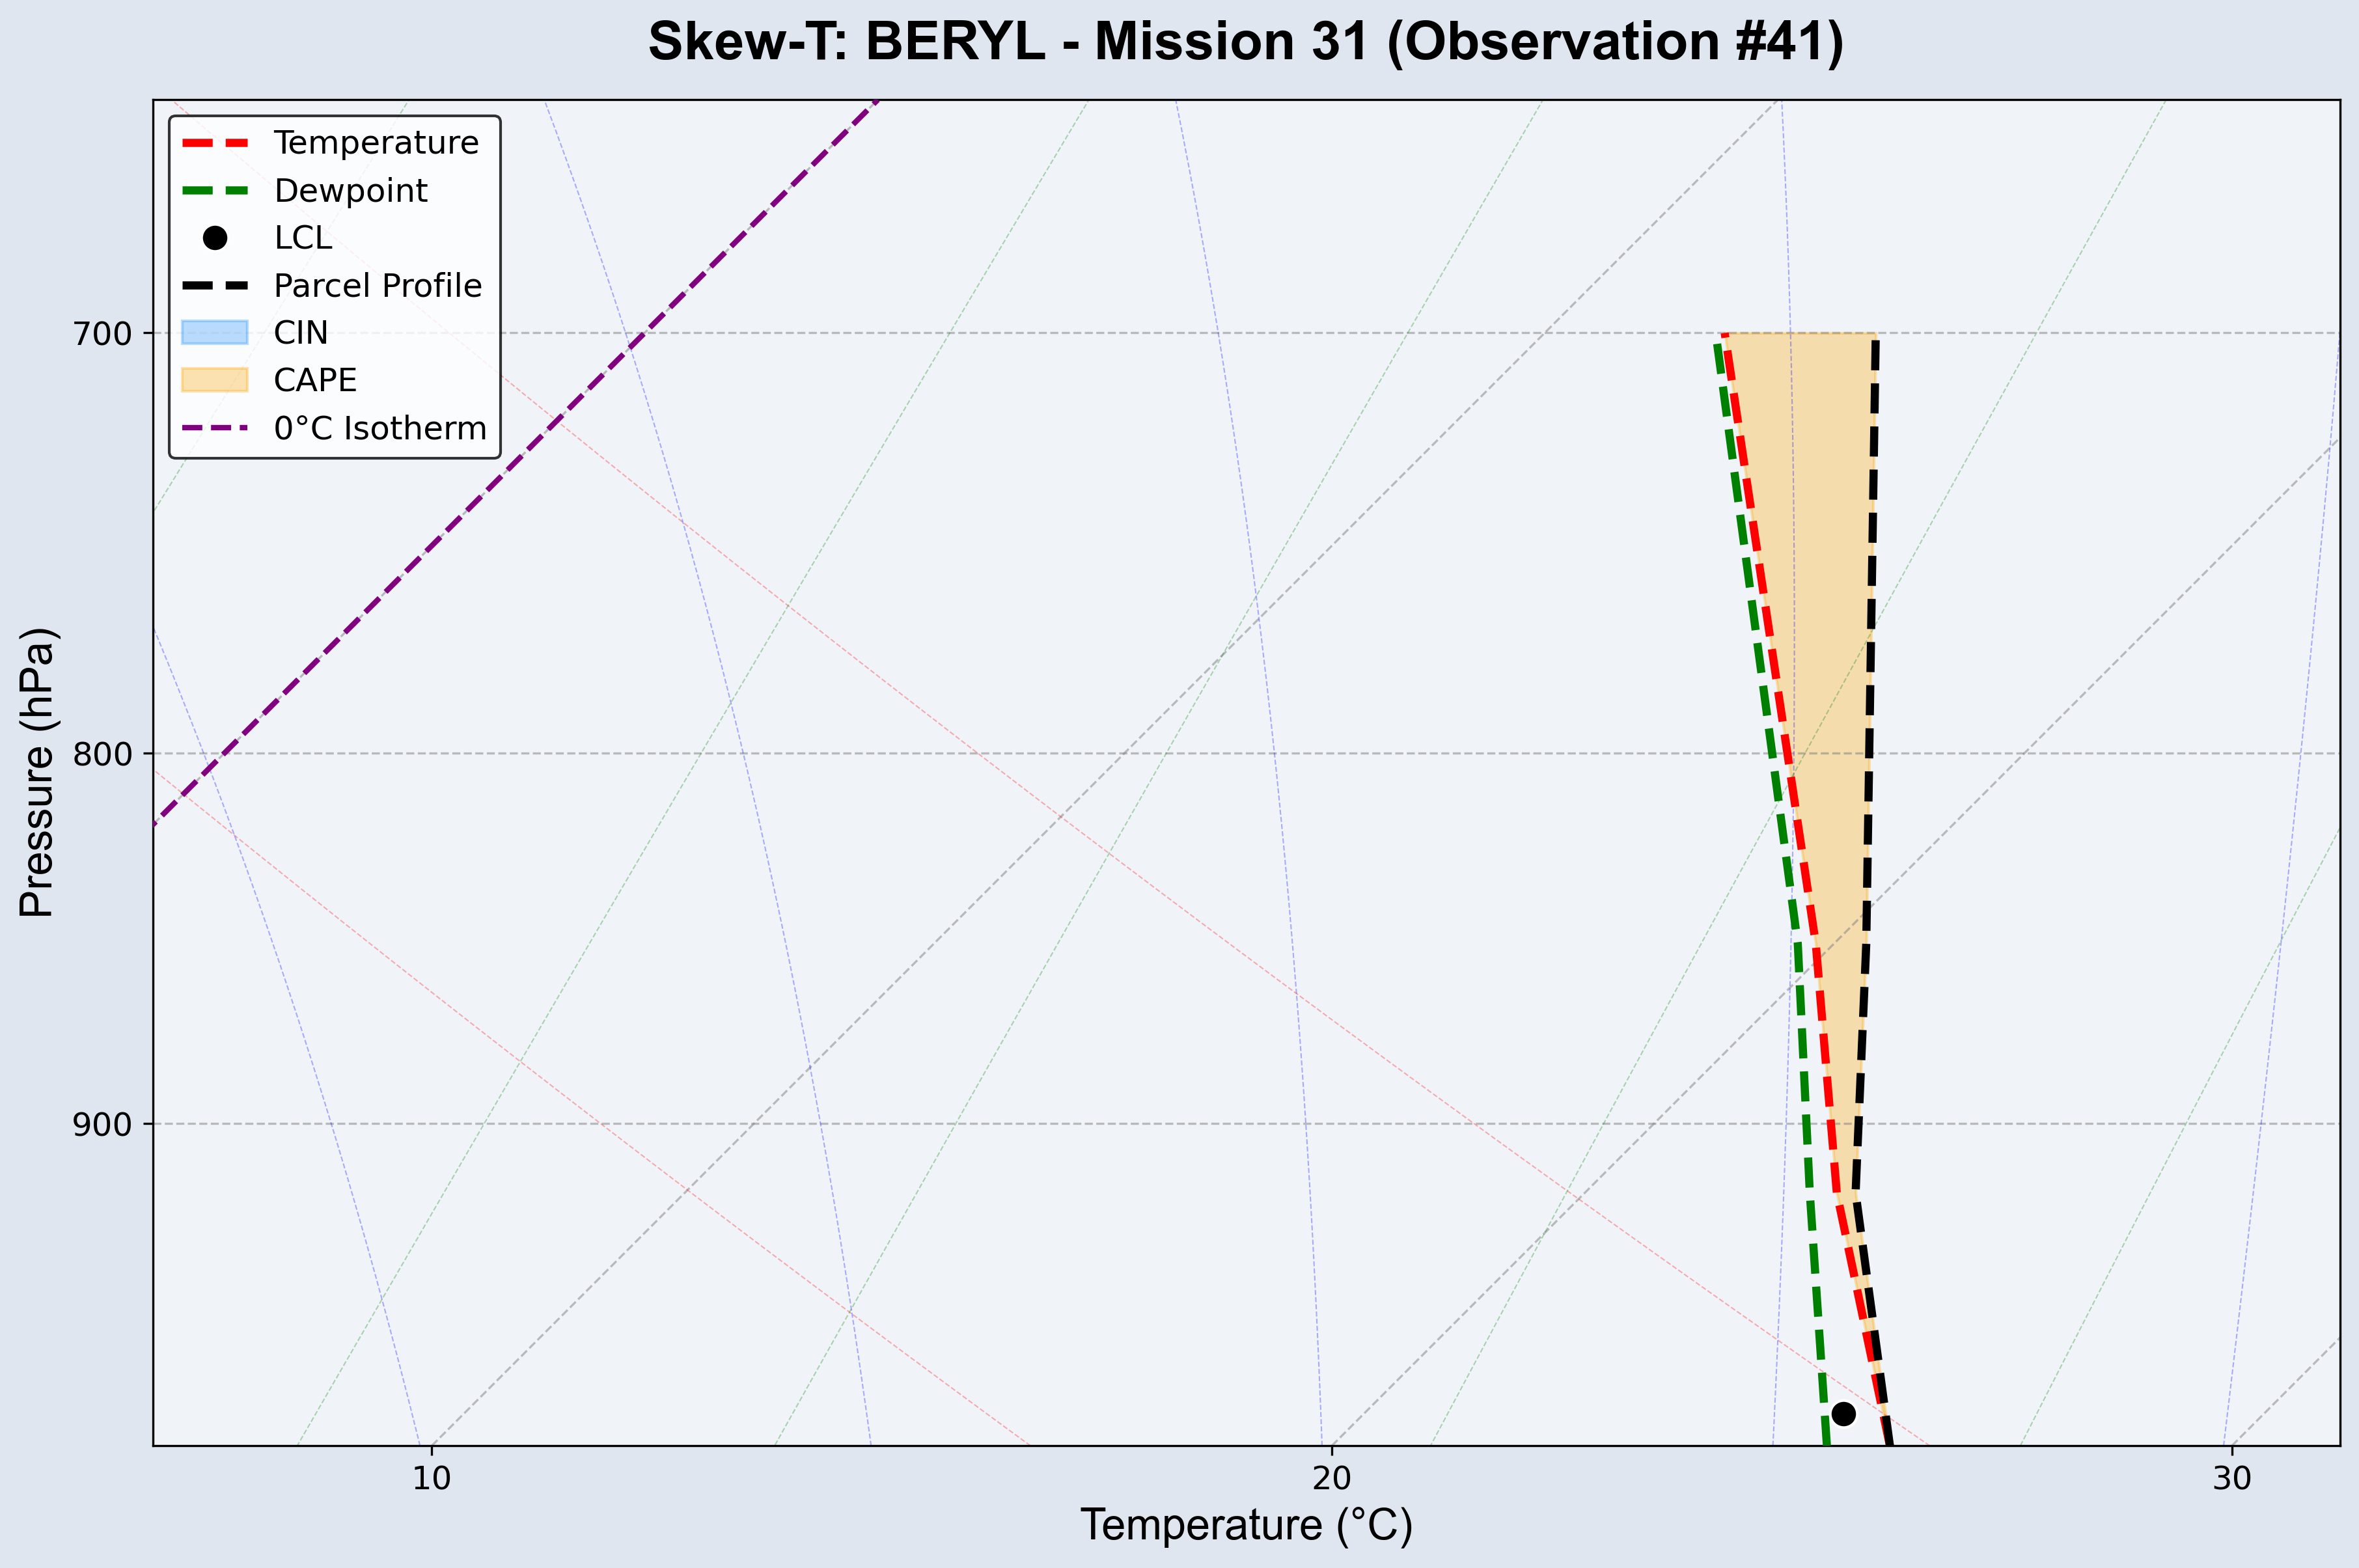 Skew-T: BERYL - Mission 31 (Observation #41)
Temperature
Dewpoint
LCL
Parcel Profile
CIN
CAPE
0°C Isotherm
Pressure (hPa)
700
800
900
10
20
30
Temperature (°C)